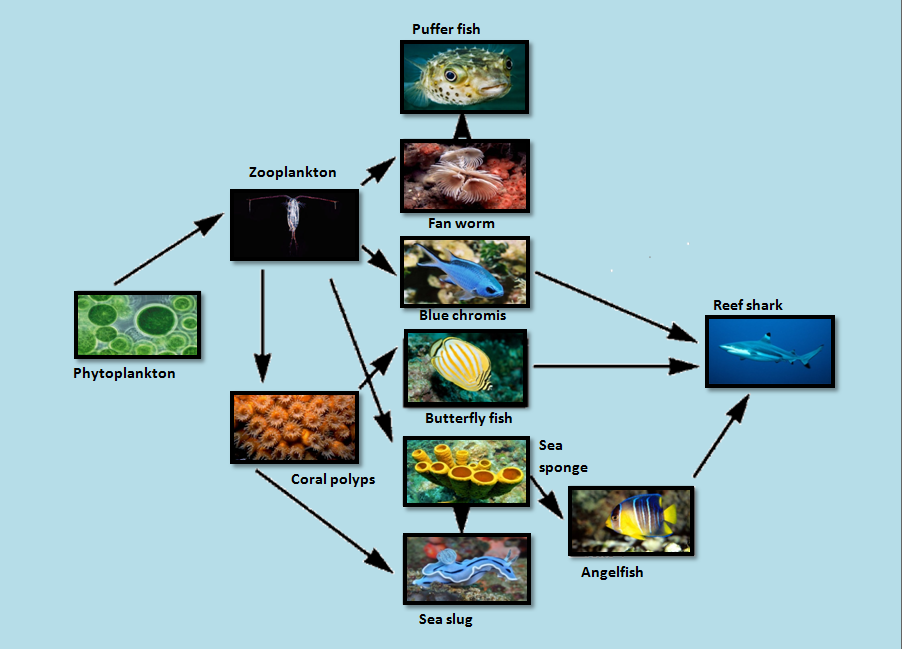 Puffer fish
Zooplankton
Fan worm
Blue chromis
Reef shark
Phytoplankton
Butterfly fish
Sea
sponge
Coral polyps
Angelfish
Sea slug